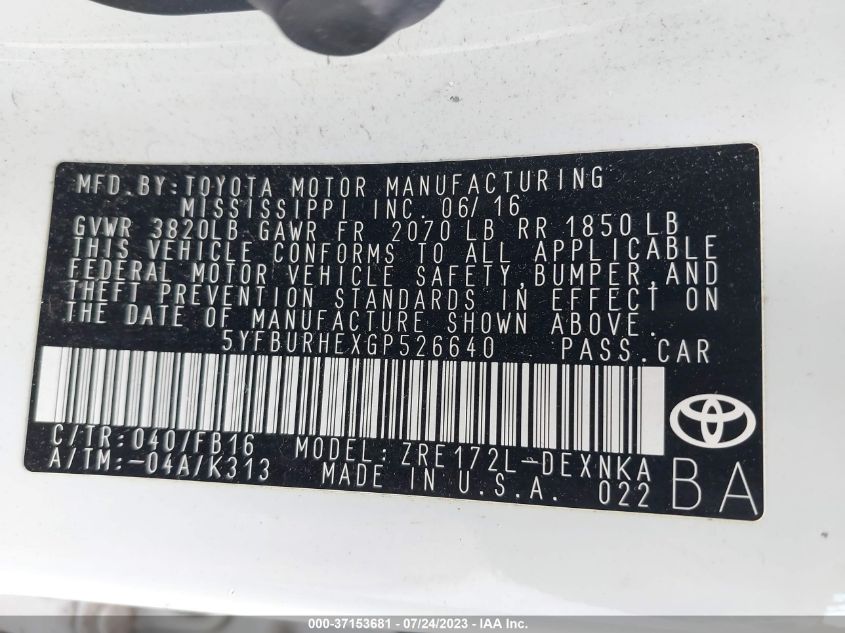 MFD.BY:TOYOTA MOTOR MANUFACTURING
MISSISSIPPI INC. 06/16
GVWR 3820LB GAWR FR 2070 LB RR 1850 LB
THIS VEHICLE CONFORMS TO ALL APPLICABLE
FEDERAL MOTOR VEHICLE SAFETY,BUMPER,AND
THEFT PREVENTION STANDARDS IN EFFECT ON
THE DATE OF MANUFACTURING SHOWN ABOVE.
5YFBURHEXGP526640 PASS.CAR
C/TR:040/FB16 MODEL:ZRE172L-DEXNKA
A/TM:-04A/K313 MADE IN U.S.A. 022 BA
000-37153681 - 07/24/2023 - IAA Inc.